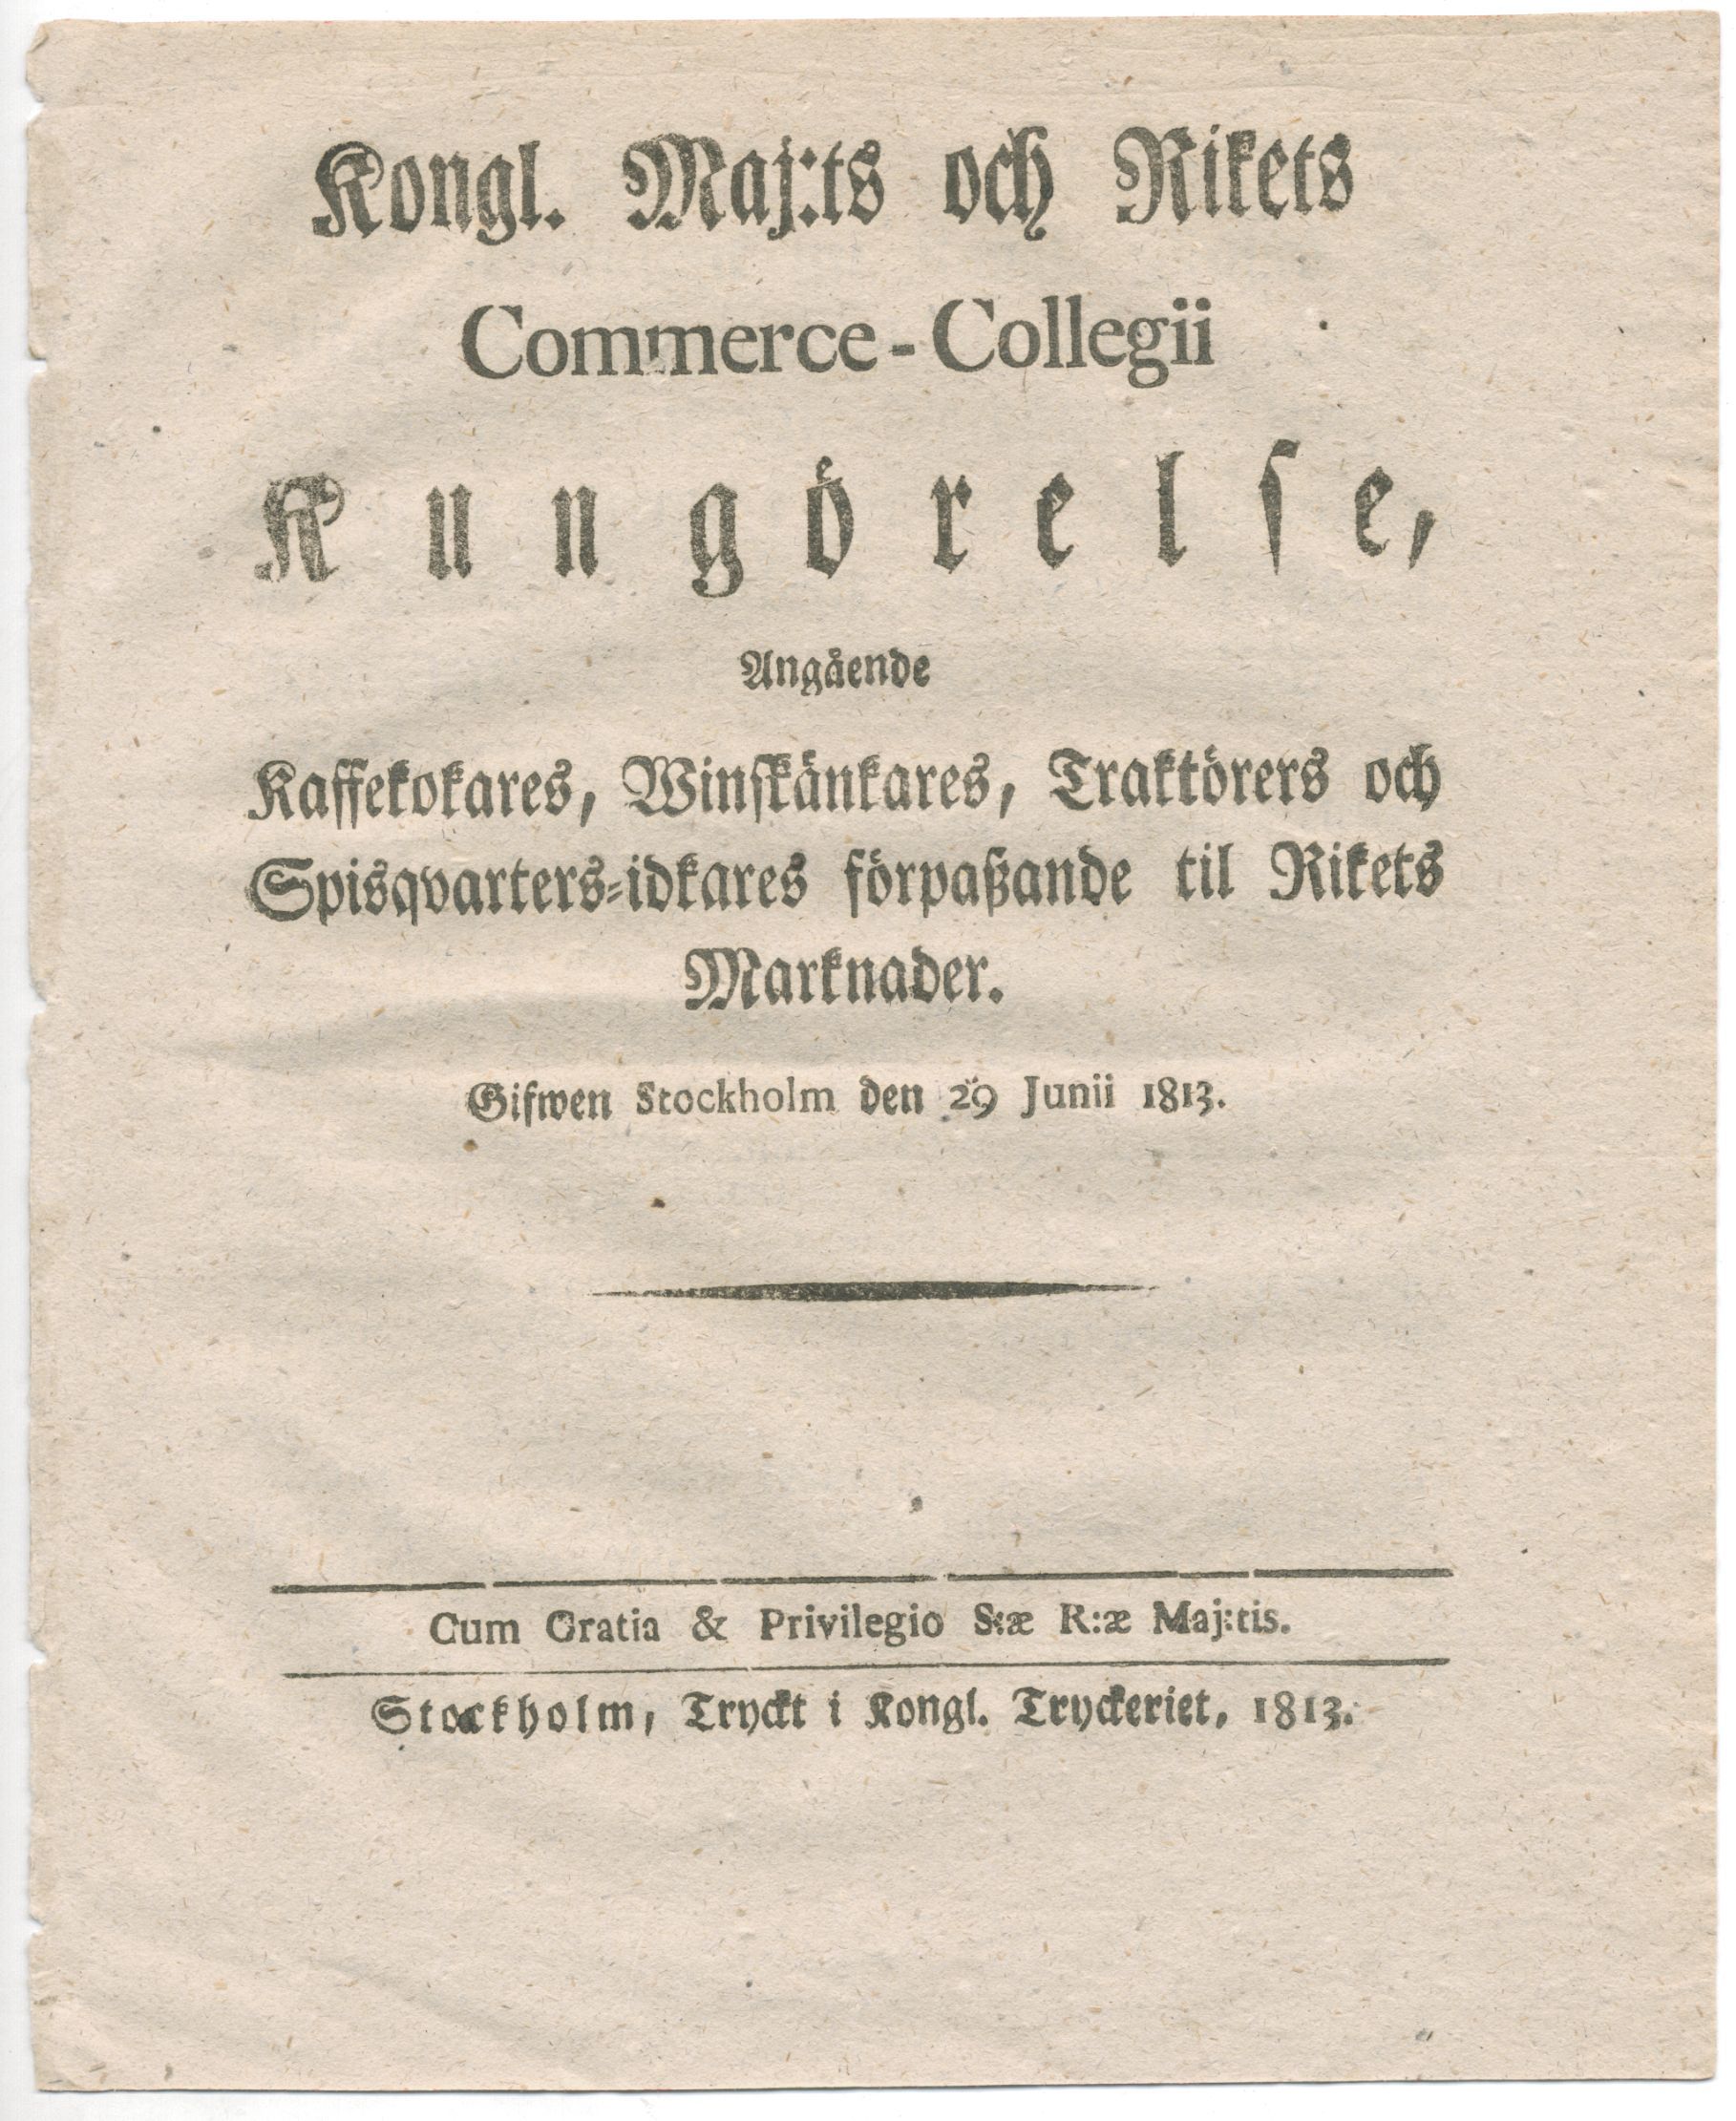 Kongl. Maj:ts och Rikets
Commerce-Collegii
Kungörelse,
Angående
Kaffekokares, Winskänkares, Traktörers och
Spisqvarters-idkares förpaßande til Rikets
Marknader.
Gifwen Stockholm den 29 Junii 1813.
Cum Gratia & Privilegio S:æ R:æ Maj:tis.
Stockholm, Tryckt i Kongl. Tryckeriet, 1813.